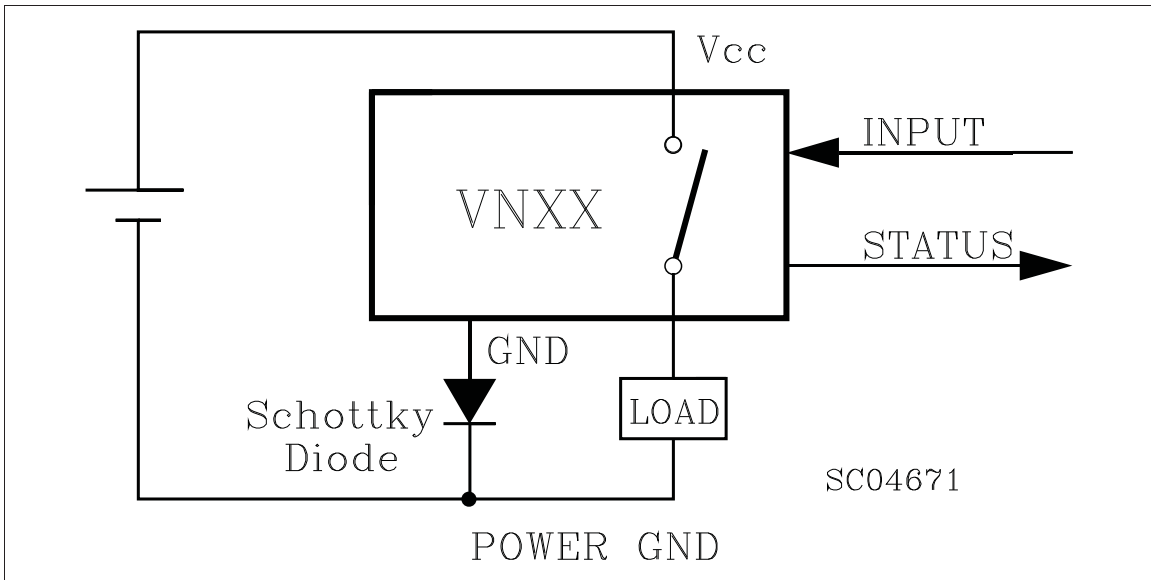 Vcc
INPUT
VNXX
STATUS
GND
Schottky
Diode
LOAD
SC04671
POWER GND